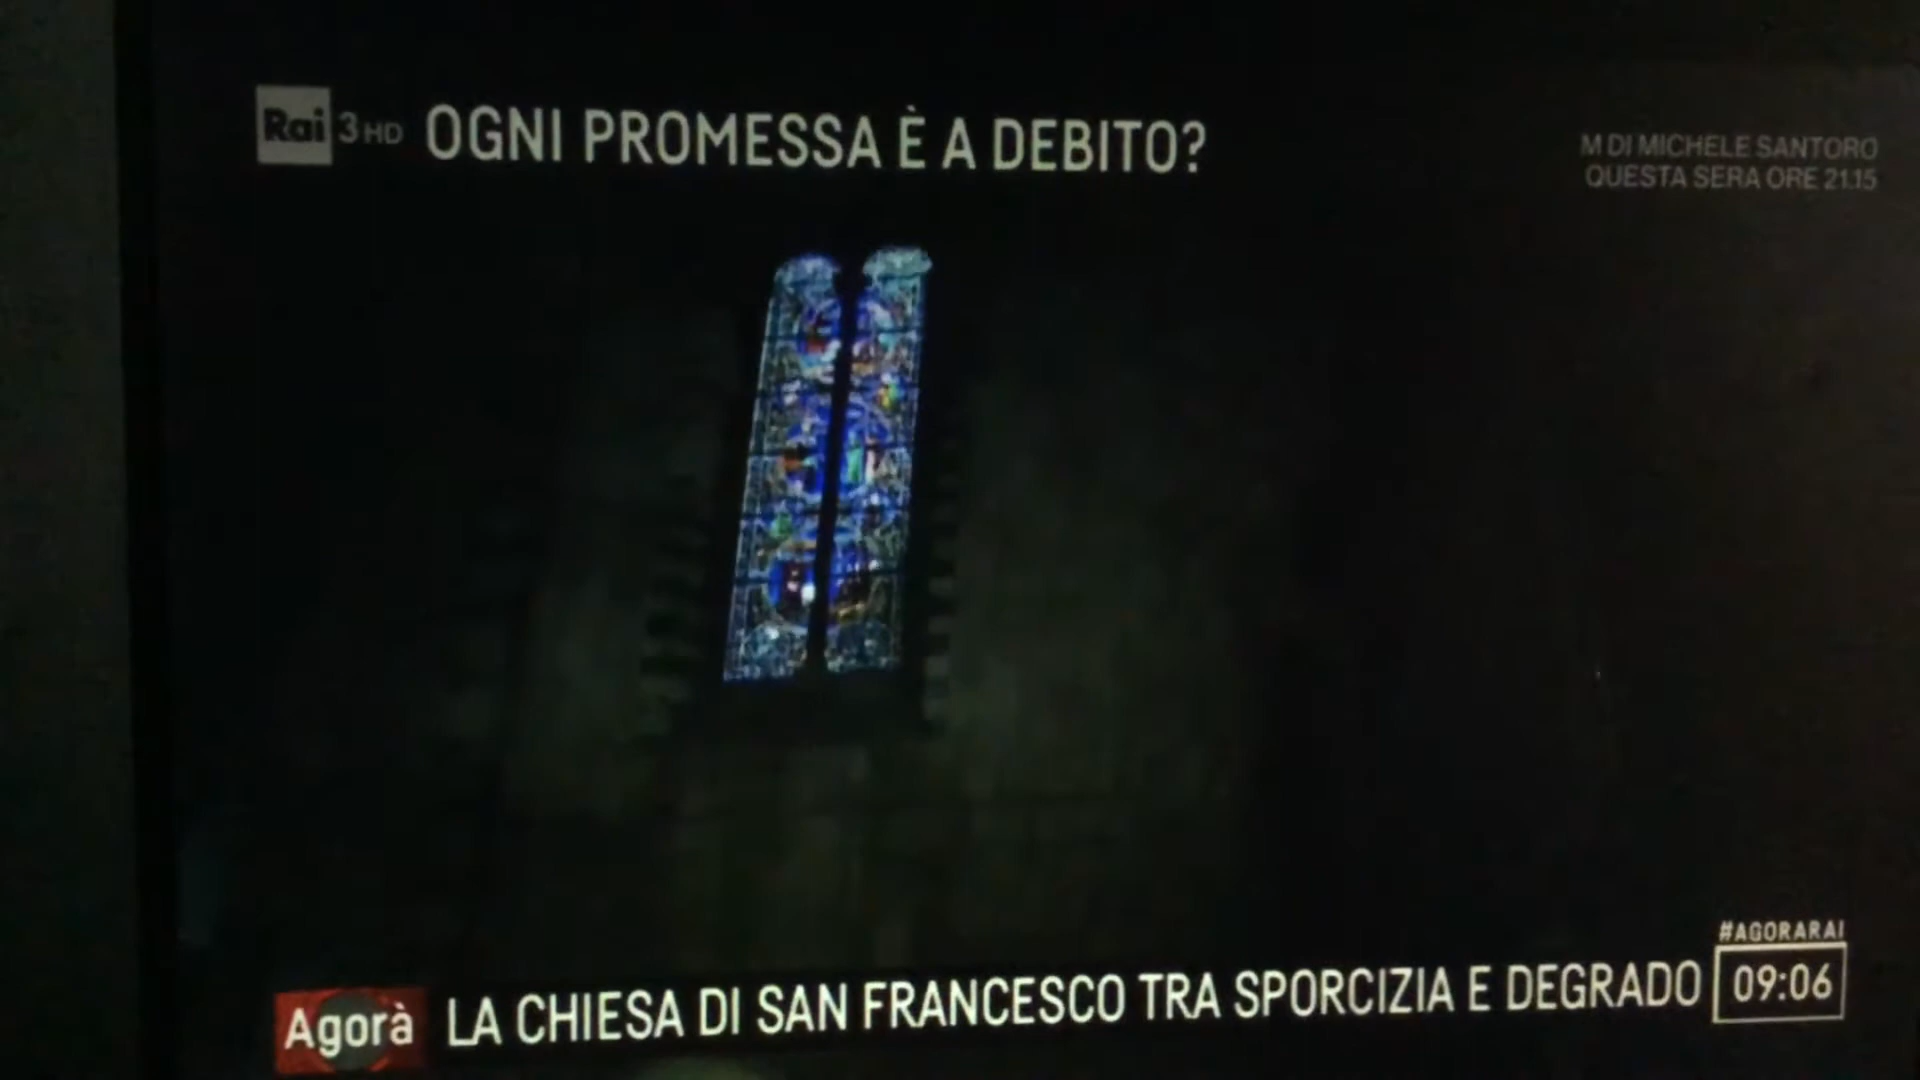 Rai 3 HD OGNI PROMESSA È A DEBITO?
M DI MICHELE SANTORO
QUESTA SERA ORE 21.15
#AGORARAI
Agorà LA CHIESA DI SAN FRANCESCO TRA SPORCIZIA E DEGRADO 09:06